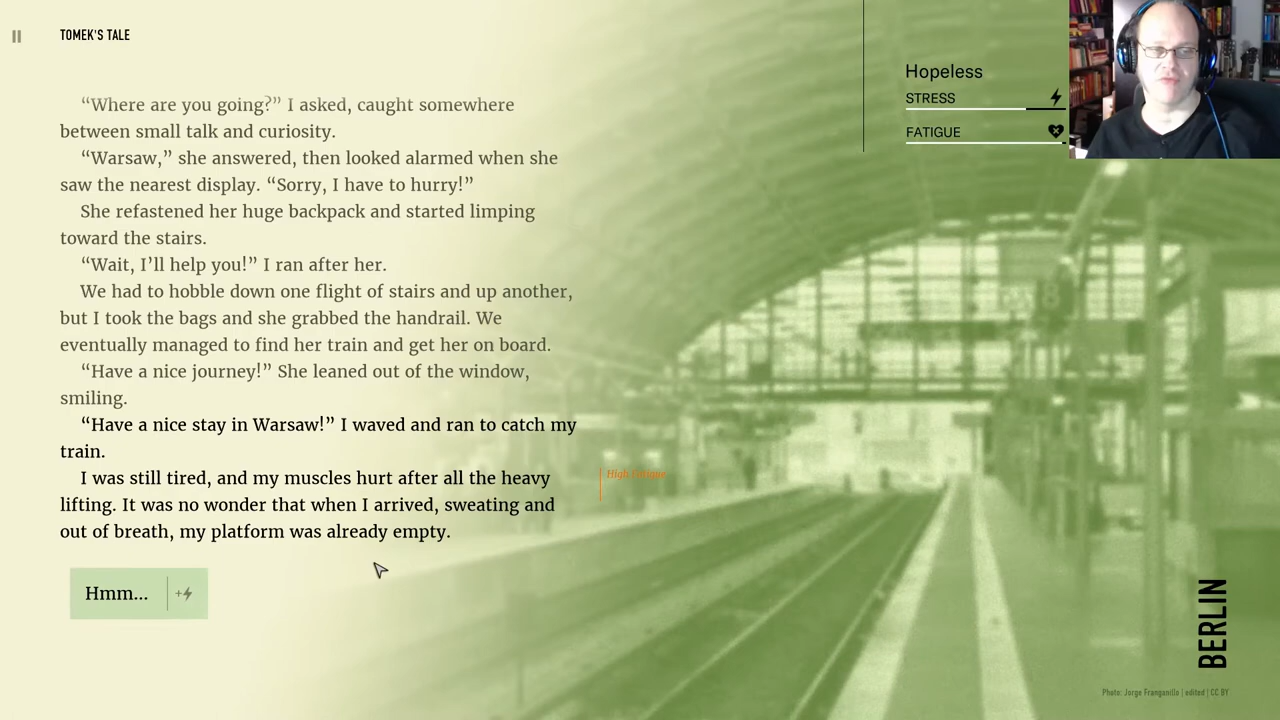 TOMEK'S TALE
“Where are you going?” I asked, caught somewhere
between small talk and curiosity.
“Warsaw,” she answered, then looked alarmed when she
saw the nearest display. “Sorry, I have to hurry!”
She refastened her huge backpack and started limping
toward the stairs.
“Wait, I’ll help you!” I ran after her.
We had to hobble down one flight of stairs and up another,
but I took the bags and she grabbed the handrail. We
eventually managed to find her train and get her on board.
“Have a nice journey!” She leaned out of the window,
smiling.
“Have a nice stay in Warsaw!” I waved and ran to catch my
train.
I was still tired, and my muscles hurt after all the heavy
lifting. It was no wonder that when I arrived, sweating and
out of breath, my platform was already empty.
High Fatigue
Hmm...
Hopeless
STRESS
FATIGUE
BERLIN
Photo: Jorge Franganillo | edited | CC BY